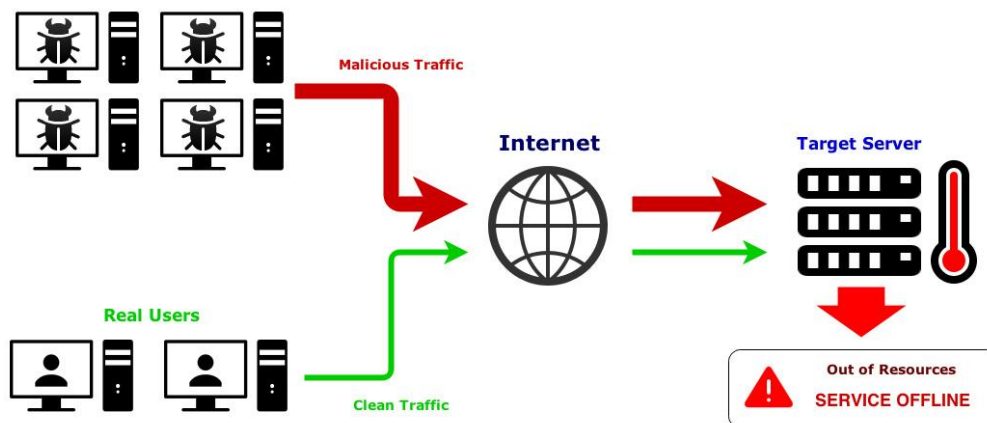 Malicious Traffic
Internet
Target Server
Real Users
Clean Traffic
Out of Resources
SERVICE OFFLINE